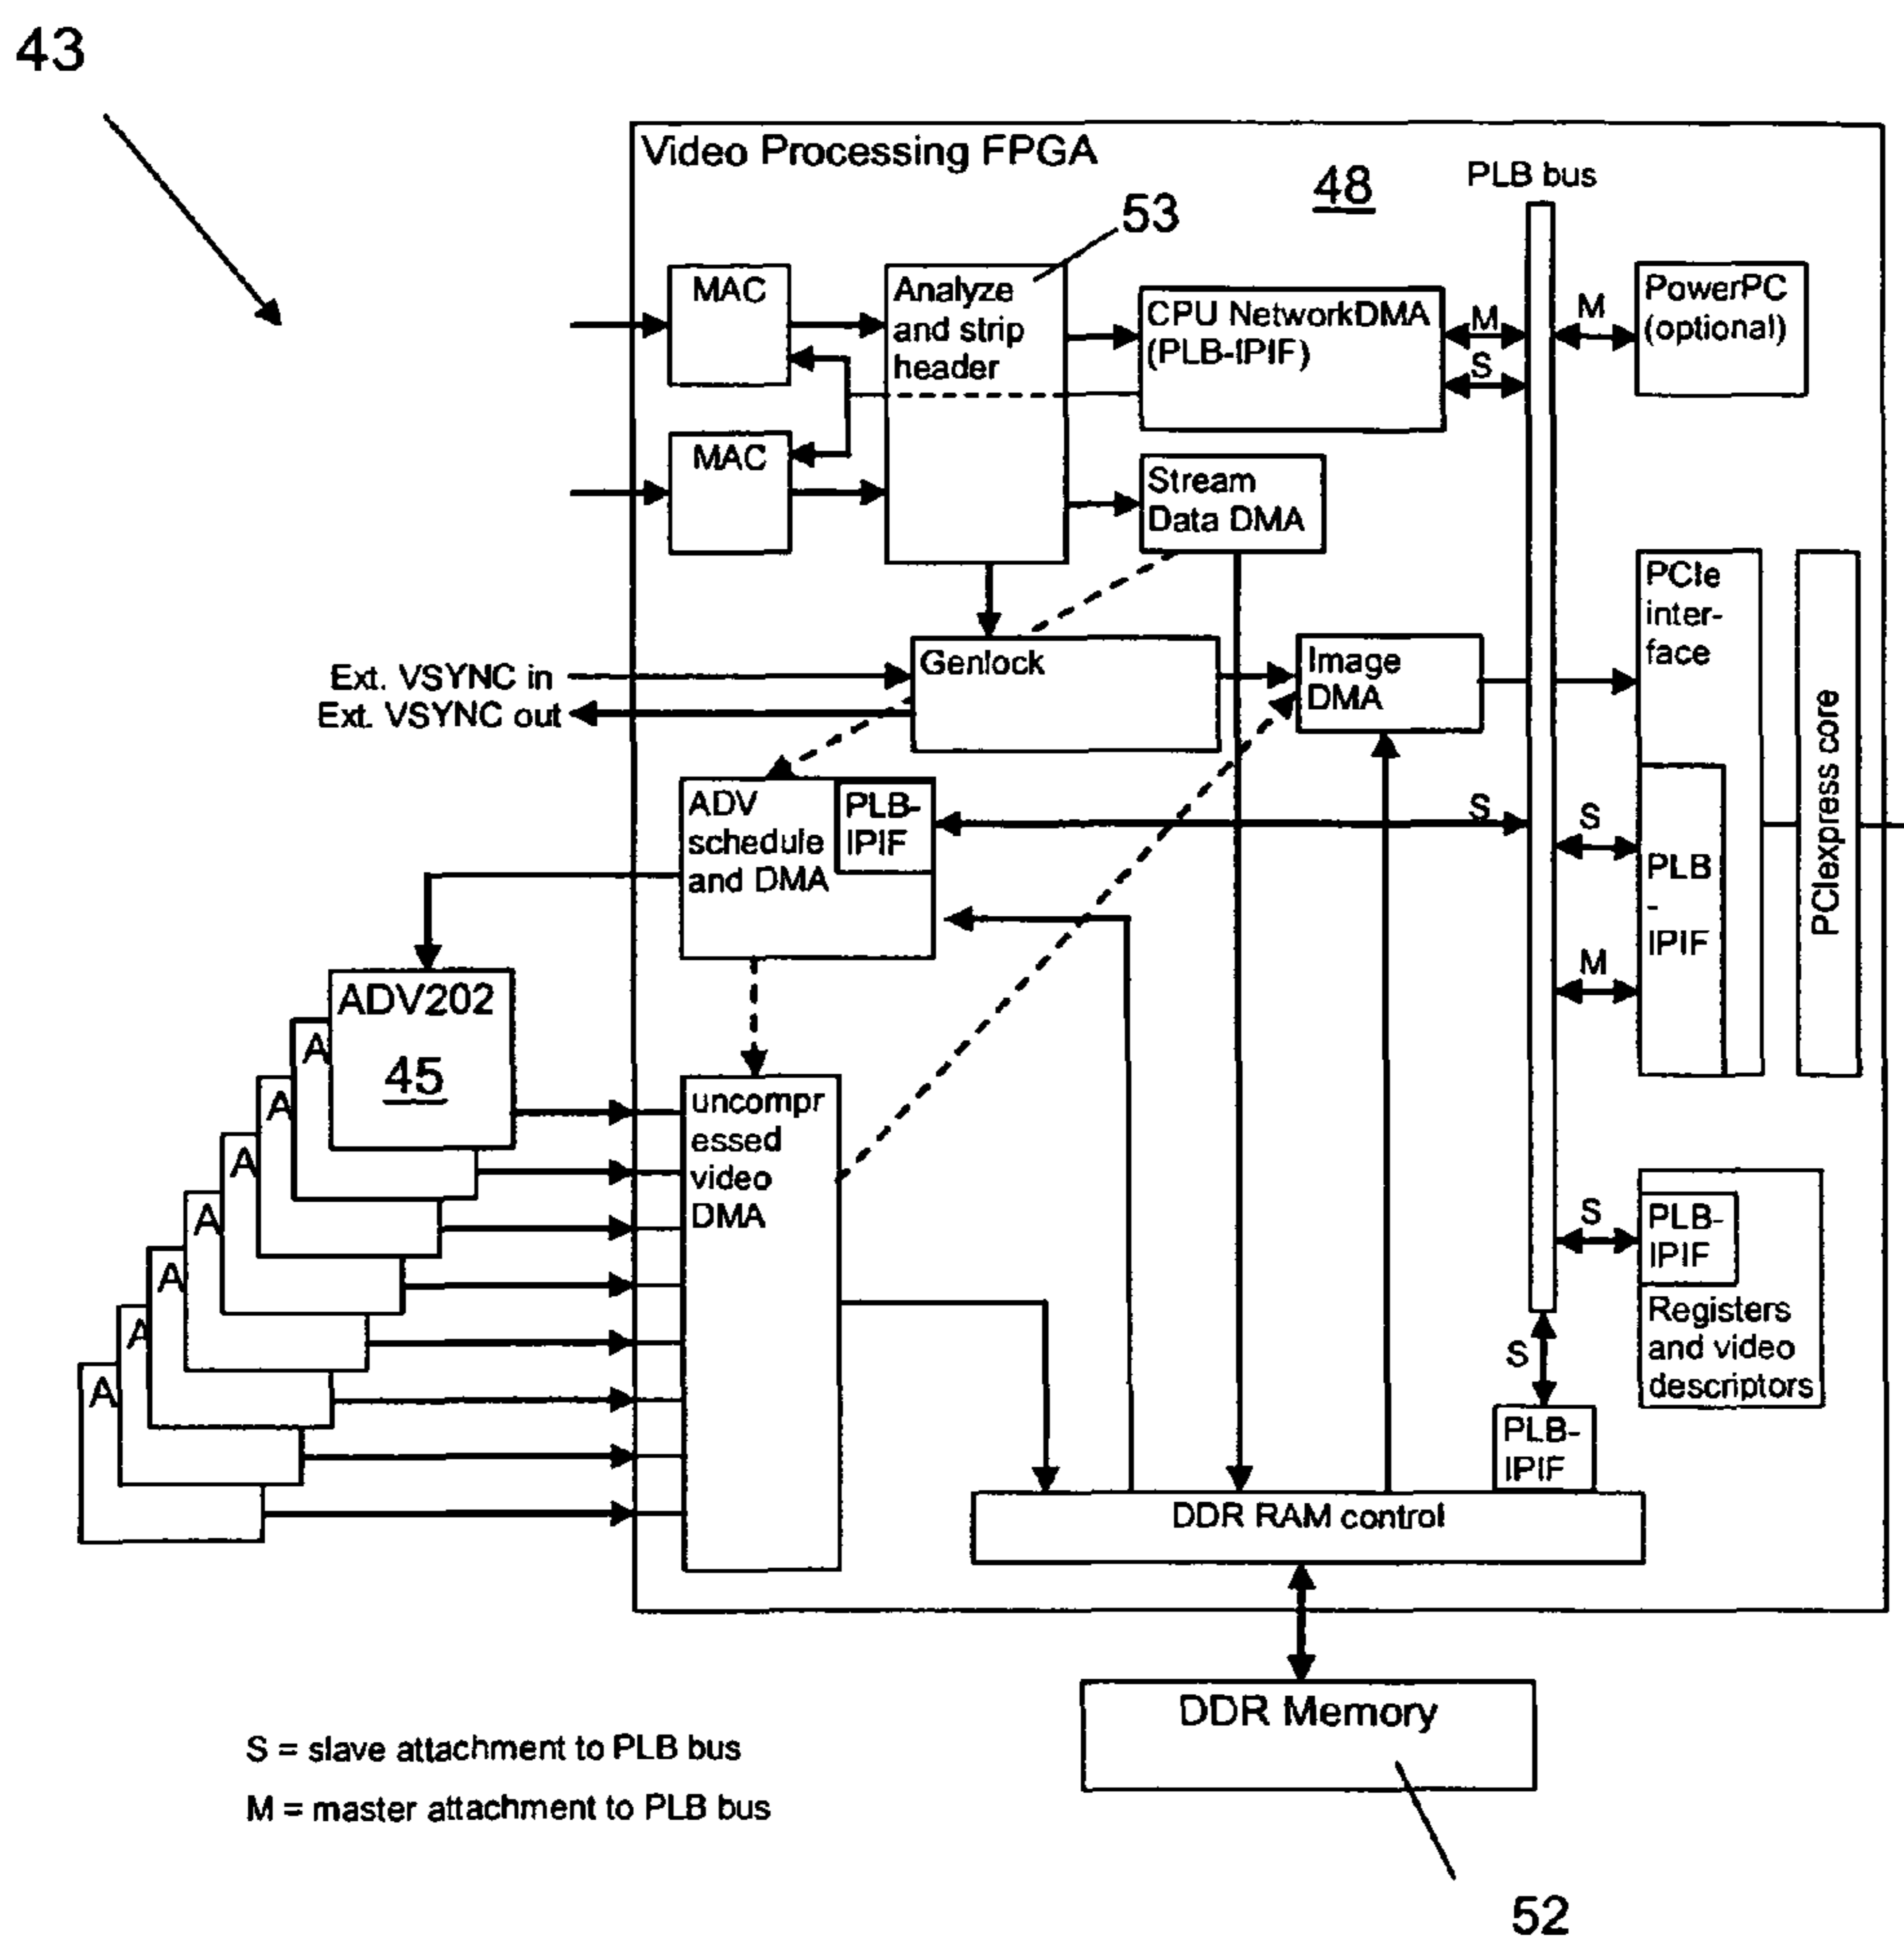 43
Video Processing FPGA
48
PLB bus
53
MAC
Analyze
and strip
header
CPU NetworkDMA
(PLB-IPIF)
M
S
M
PowerPC
(optional)
MAC
Stream
Data DMA
PCIe
inter-
face
Genlock
Image
DMA
Ext. VSYNC in
Ext. VSYNC out
PCIexpress core
ADV
schedule
and DMA
PLB-
IPIF
S
S
PLB
-
IPIF
M
ADV202
45
A
A
A
A
A
A
A
uncompr
essed
video
DMA
S
PLB-
IPIF
Registers
and video
descriptors
S
PLB-
IPIF
DDR RAM control
DDR Memory
S = slave attachment to PLB bus
M = master attachment to PLB bus
52